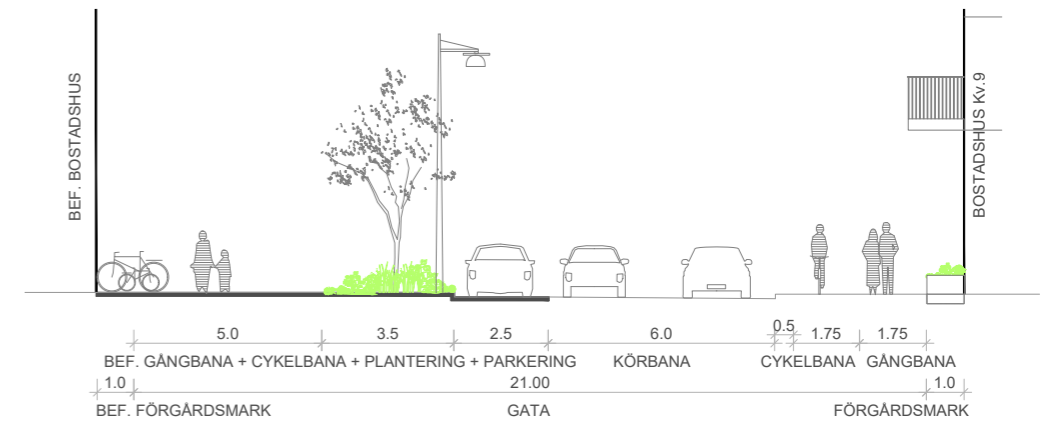 BEF. BOSTADSHUS
BOSTADSHUS Kv.9
5.0 3.5 2.5 6.0 0.5 1.75 1.75
BEF. GÅNGBANA + CYKELBANA + PLANTERING + PARKERING KÖRBANA CYKELBANA GÅNGBANA
1.0 21.00 1.0
BEF. FÖRGÅRDSMARK GATA FÖRGÅRDSMARK